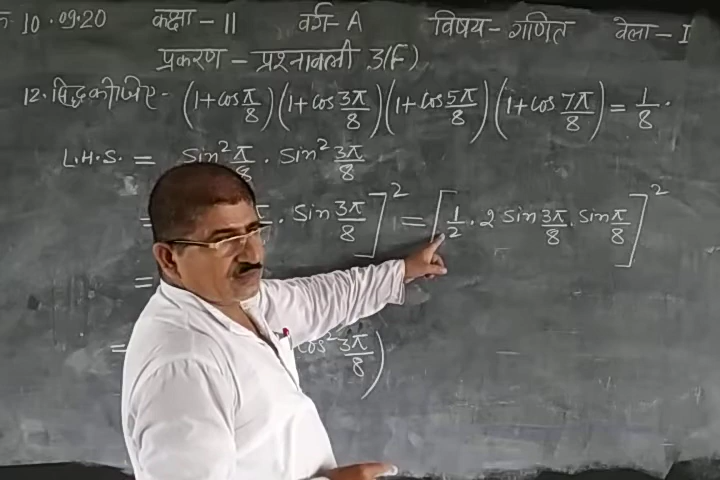 10.09.20 कक्षा - 11 वर्ग - A विषय - गणित वेला - I
प्रकरण - प्रश्नावली 3(F)
12. सिद्ध कीजिए - (1+cos π/8)(1+cos 3π/8)(1+cos 5π/8)(1+cos 7π/8) = 1/8.
L.H.S. = sin² π/8 · sin² 3π/8
= · sin 3π/8]² = [1/2 · 2 sin 3π/8 · sin π/8]²
=
= cos² 3π/8)